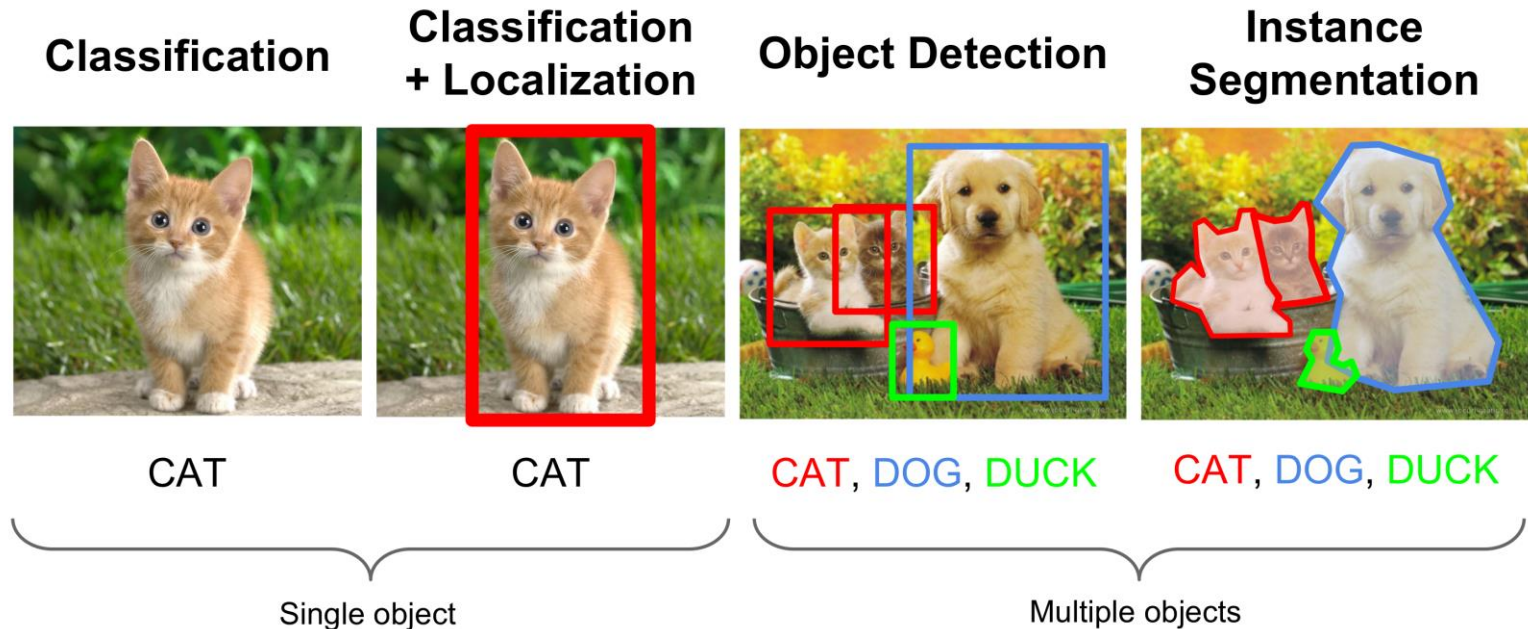 Classification
Classification
+ Localization
Object Detection
Instance
Segmentation
CAT
CAT
CAT, DOG, DUCK
CAT, DOG, DUCK
Single object
Multiple objects